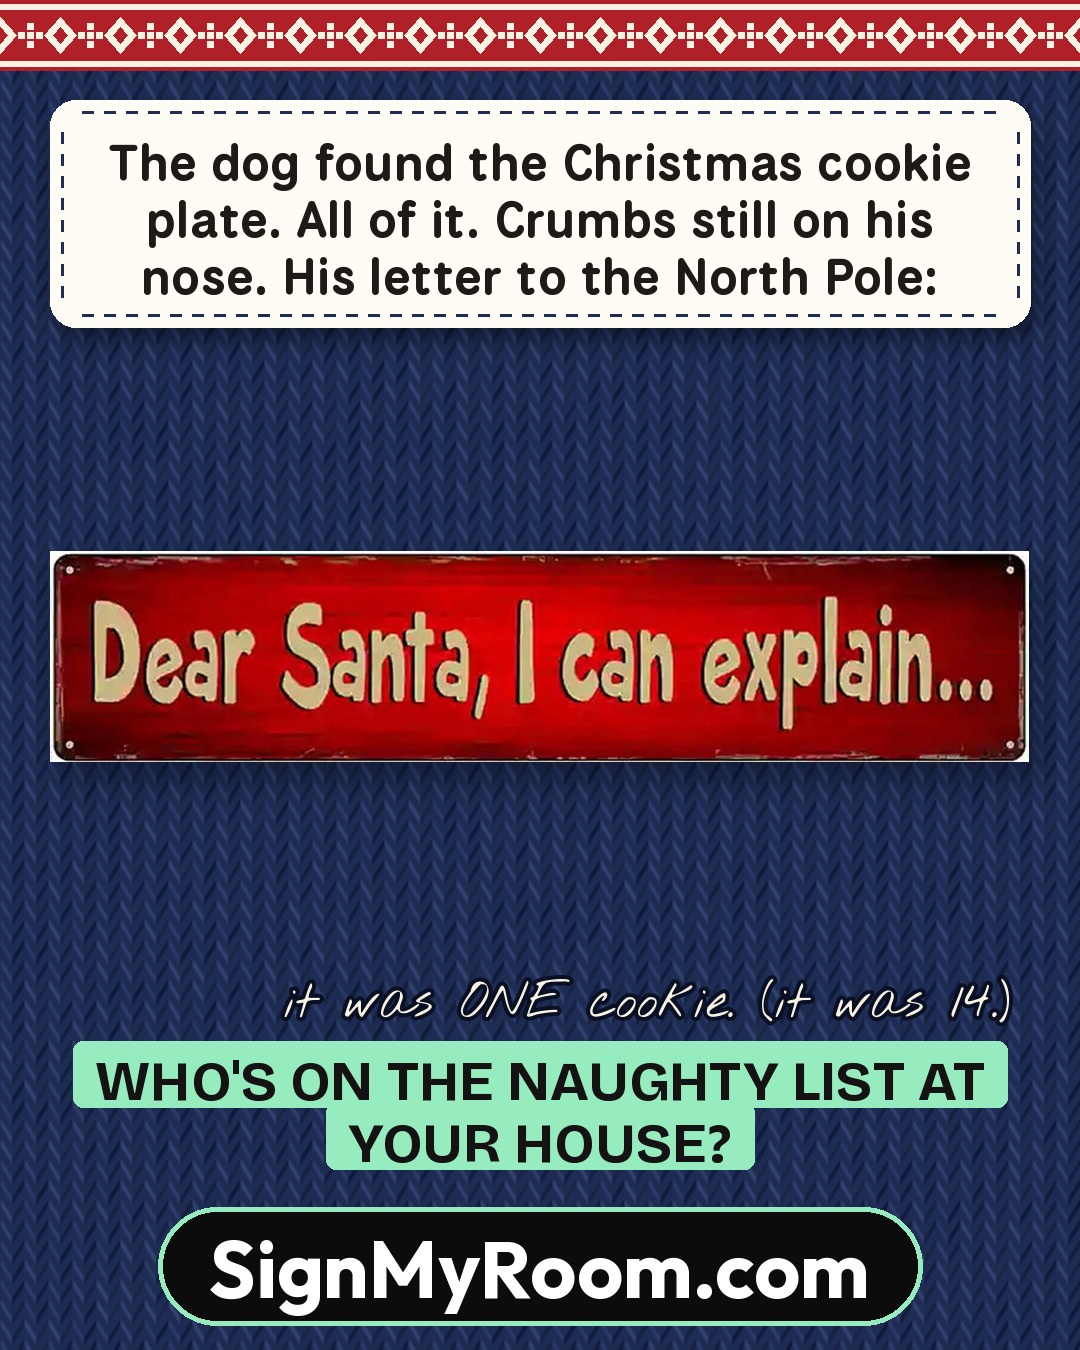 The dog found the Christmas cookie
plate. All of it. Crumbs still on his
nose. His letter to the North Pole:
Dear Santa, I can explain...
it was ONE cookie. (it was 14.)
WHO'S ON THE NAUGHTY LIST AT
YOUR HOUSE?
SignMyRoom.com